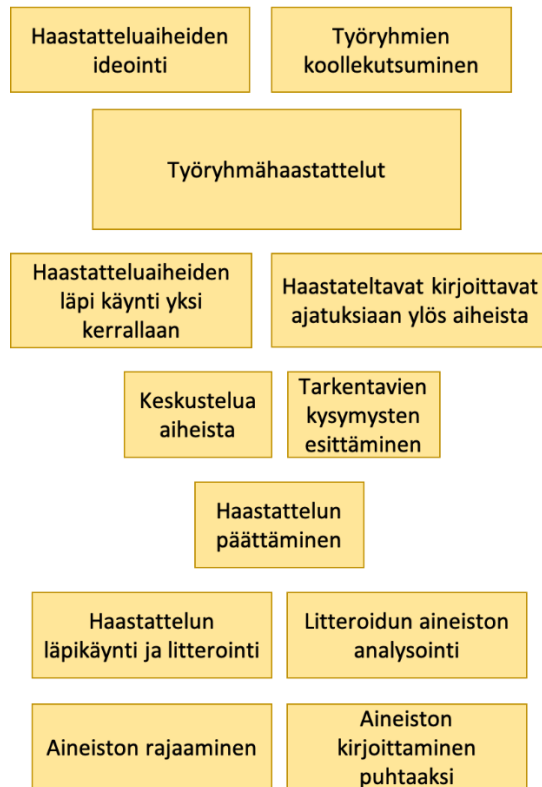 Haastatteluaiheiden
ideointi
Työryhmien
koollekutsuminen
Työryhmähaastattelut
Haastatteluaiheiden
läpi käynti yksi
kerrallaan
Haastateltavat kirjoittavat
ajatuksiaan ylös aiheista
Keskustelua
aiheista
Tarkentavien
kysymysten
esittäminen
Haastattelun
päättäminen
Haastattelun
läpikäynti ja litterointi
Litteroidun aineiston
analysointi
Aineiston rajaaminen
Aineiston
kirjoittaminen
puhtaaksi